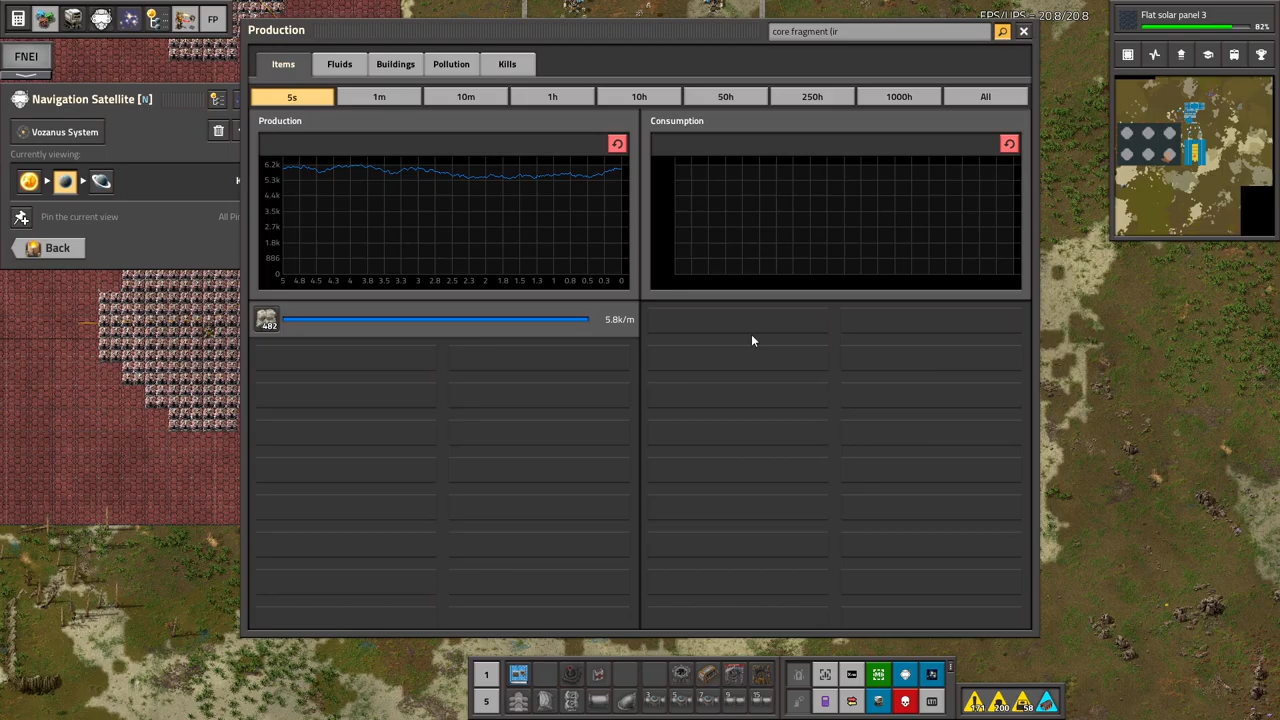 FP
FPS/UPS = 20.8/20.8
Flat solar panel 3
82%
FNEI
Production
core fragment (ir
Items
Fluids
Buildings
Pollution
Kills
5s
1m
10m
1h
10h
50h
250h
1000h
All
Navigation Satellite [N]
Vozanus System
Currently viewing:
K
Pin the current view
All Pi
Back
Production
Consumption
6.2k
5.3k
4.4k
3.5k
2.7k
1.8k
886
0
5 4.8 4.5 4.3 4 3.8 3.5 3.3 3 2.8 2.5 2.3 2 1.8 1.5 1.3 1 0.8 0.5 0.3 0
482
5.8k/m
1
5
200
58